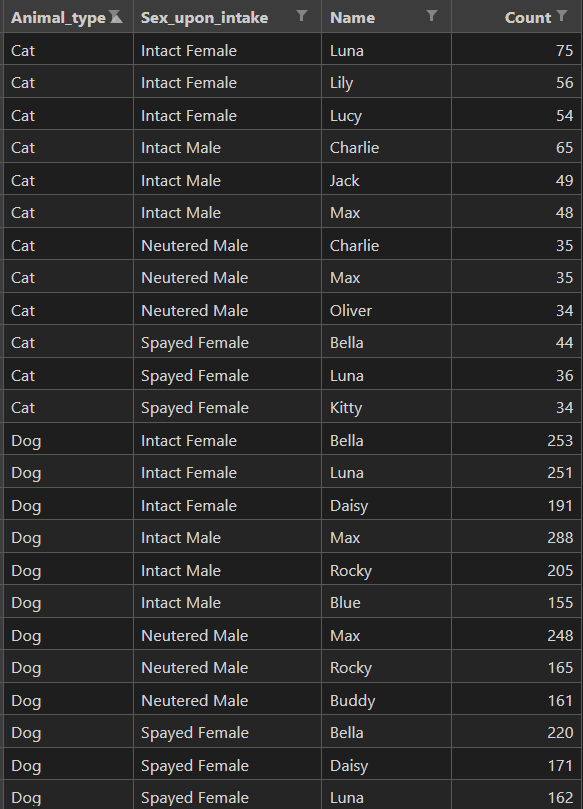 Animal_type Sex_upon_intake Name Count
Cat Intact Female Luna 75
Cat Intact Female Lily 56
Cat Intact Female Lucy 54
Cat Intact Male Charlie 65
Cat Intact Male Jack 49
Cat Intact Male Max 48
Cat Neutered Male Charlie 35
Cat Neutered Male Max 35
Cat Neutered Male Oliver 34
Cat Spayed Female Bella 44
Cat Spayed Female Luna 36
Cat Spayed Female Kitty 34
Dog Intact Female Bella 253
Dog Intact Female Luna 251
Dog Intact Female Daisy 191
Dog Intact Male Max 288
Dog Intact Male Rocky 205
Dog Intact Male Blue 155
Dog Neutered Male Max 248
Dog Neutered Male Rocky 165
Dog Neutered Male Buddy 161
Dog Spayed Female Bella 220
Dog Spayed Female Daisy 171
Dog Spayed Female Luna 162